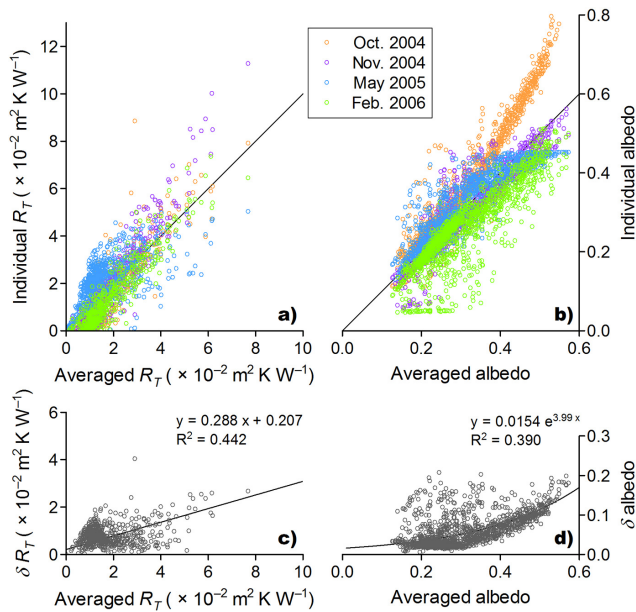 Individual R_T ( × 10⁻² m² K W⁻¹)
12
10
8
6
4
2
0
Oct. 2004
Nov. 2004
May 2005
Feb. 2006
0.8
0.6
0.4
0.2
0.0
Individual albedo
a)
b)
0 2 4 6 8 10
0.0 0.2 0.4 0.6
Averaged R_T ( × 10⁻² m² K W⁻¹)
Averaged albedo
δ R_T ( × 10⁻² m² K W⁻¹)
6
4
2
0
y = 0.288 x + 0.207
R² = 0.442
y = 0.0154 e^3.99 x
R² = 0.390
0.3
0.2
0.1
0.0
δ albedo
c)
d)
0 2 4 6 8 10
0.0 0.2 0.4 0.6
Averaged R_T ( × 10⁻² m² K W⁻¹)
Averaged albedo